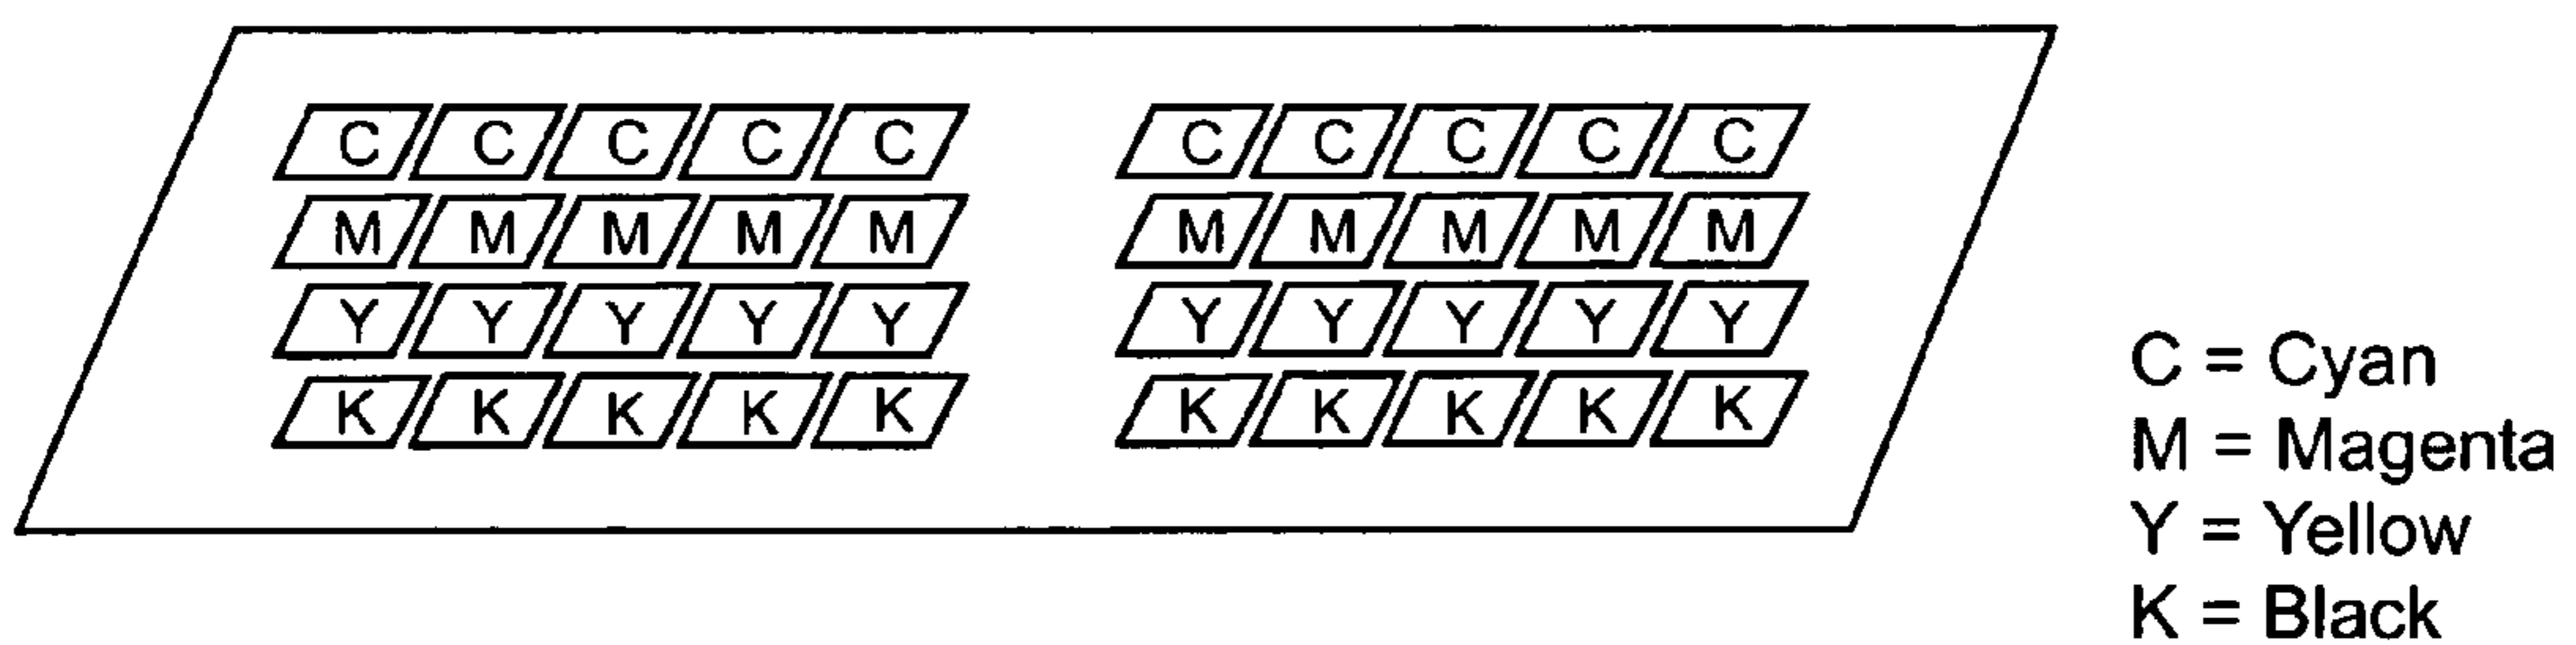 C C C C C C C C C C
M M M M M M M M M M
Y Y Y Y Y Y Y Y Y Y
K K K K K K K K K K
C = Cyan
M = Magenta
Y = Yellow
K = Black